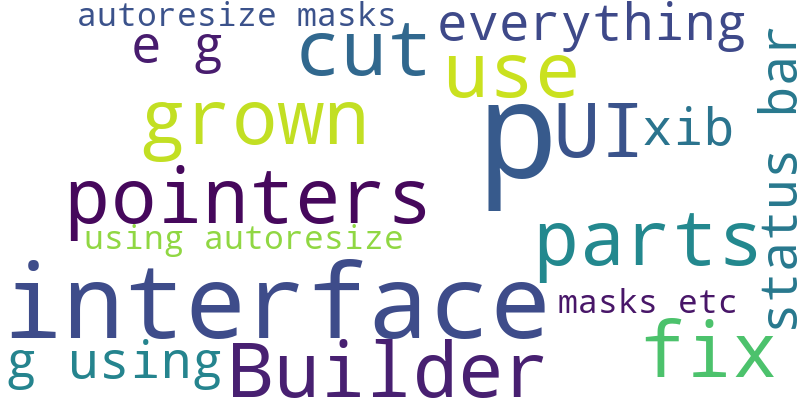 autoresize masks
everything
e g
cut
use
status bar
grown
p
UI
xib
pointers
using autoresize
parts
interface
masks etc
g using
Builder
fix